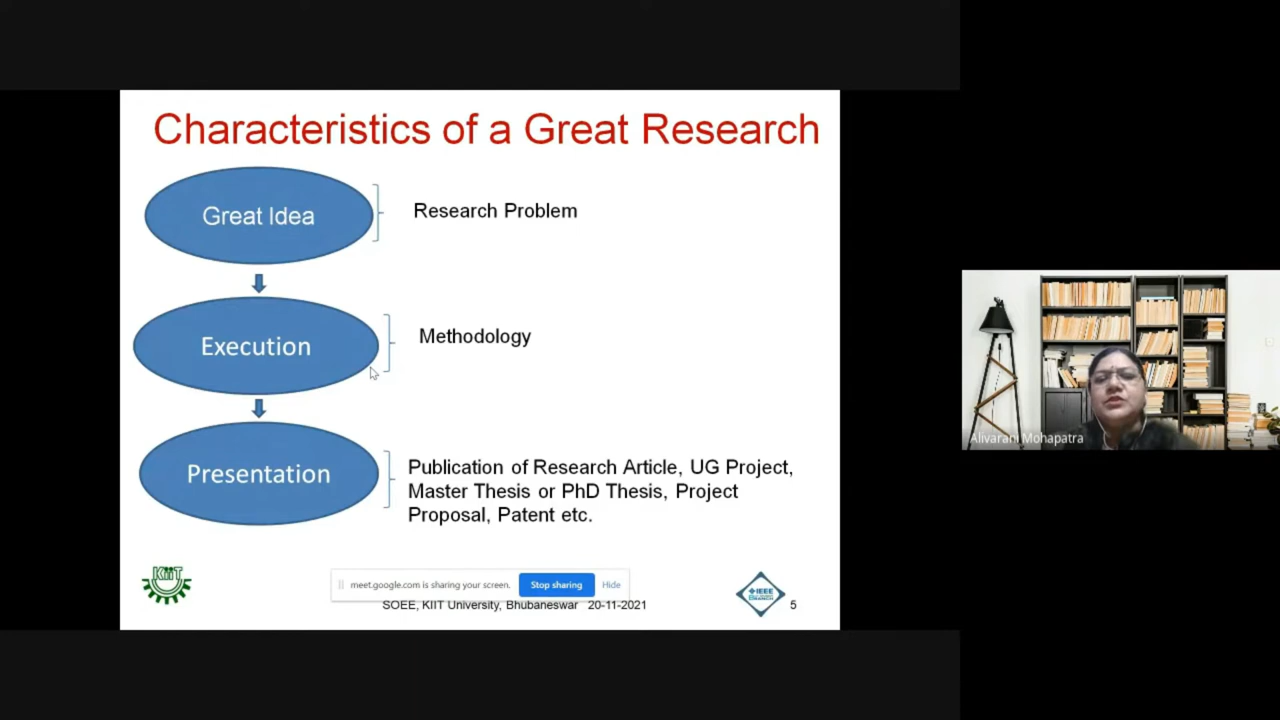 Characteristics of a Great Research
Great Idea
Research Problem
Execution
Methodology
Presentation
Publication of Research Article, UG Project,
Master Thesis or PhD Thesis, Project
Proposal, Patent etc.
meet.google.com is sharing your screen. Stop sharing Hide
KIIT
SOEE, KIIT University, Bhubaneswar 20-11-2021
IEEE
5
Alivarani Mohapatra